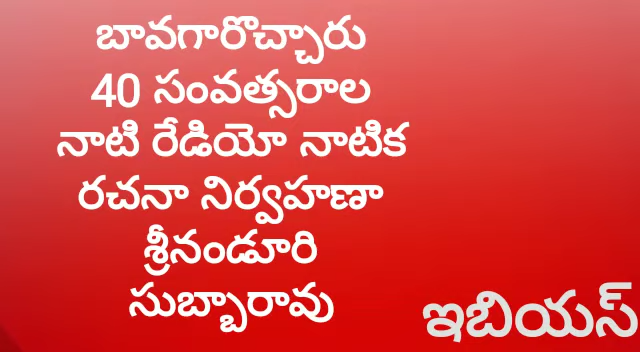 బావగారొచ్చారు
40 సంవత్సరాల
నాటి రేడియో నాటిక
రచనా నిర్వహణా
శ్రీనండూరి
సుబ్బారావు
ఇబియస్